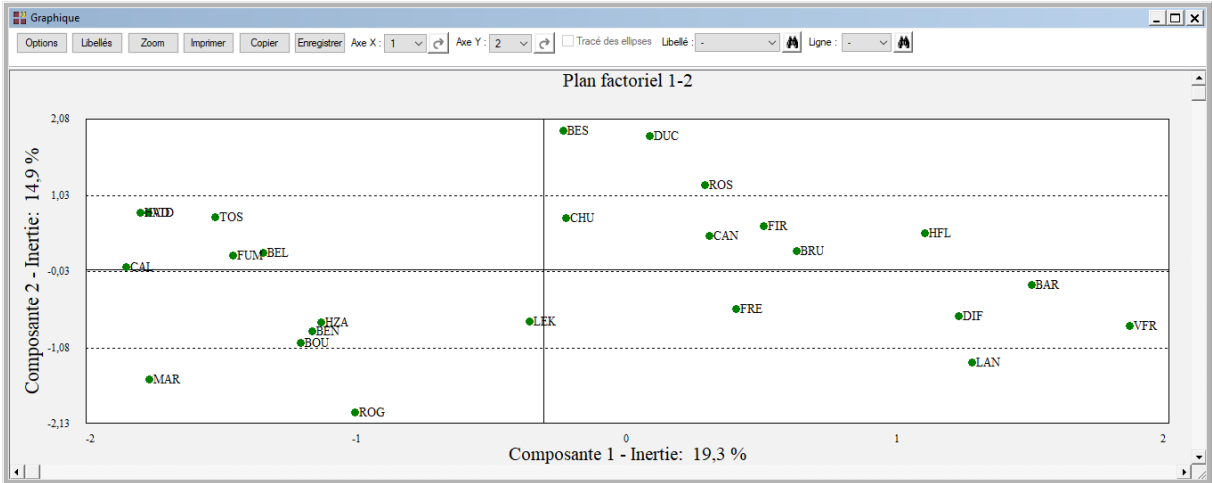 Graphique
Options Libellés Zoom Imprimer Copier Enregistrer Axe X : 1 Axe Y : 2 Tracé des ellipses Libellé : - Ligne : -
Plan factoriel 1-2
2,08
BES
DUC
ROS
1,03
TOS
CHU
FIR
HFL
CAN
BRU
BEL
FUM
CAL
-0,03
BAR
FRE
DIF
LEK
HZA
VFR
BEN
BOU
-1,08
LAN
MAR
ROG
-2,13
-2 -1 0 1 2
Composante 1 - Inertie: 19,3 %
Composante 2 - Inertie: 14,9 %